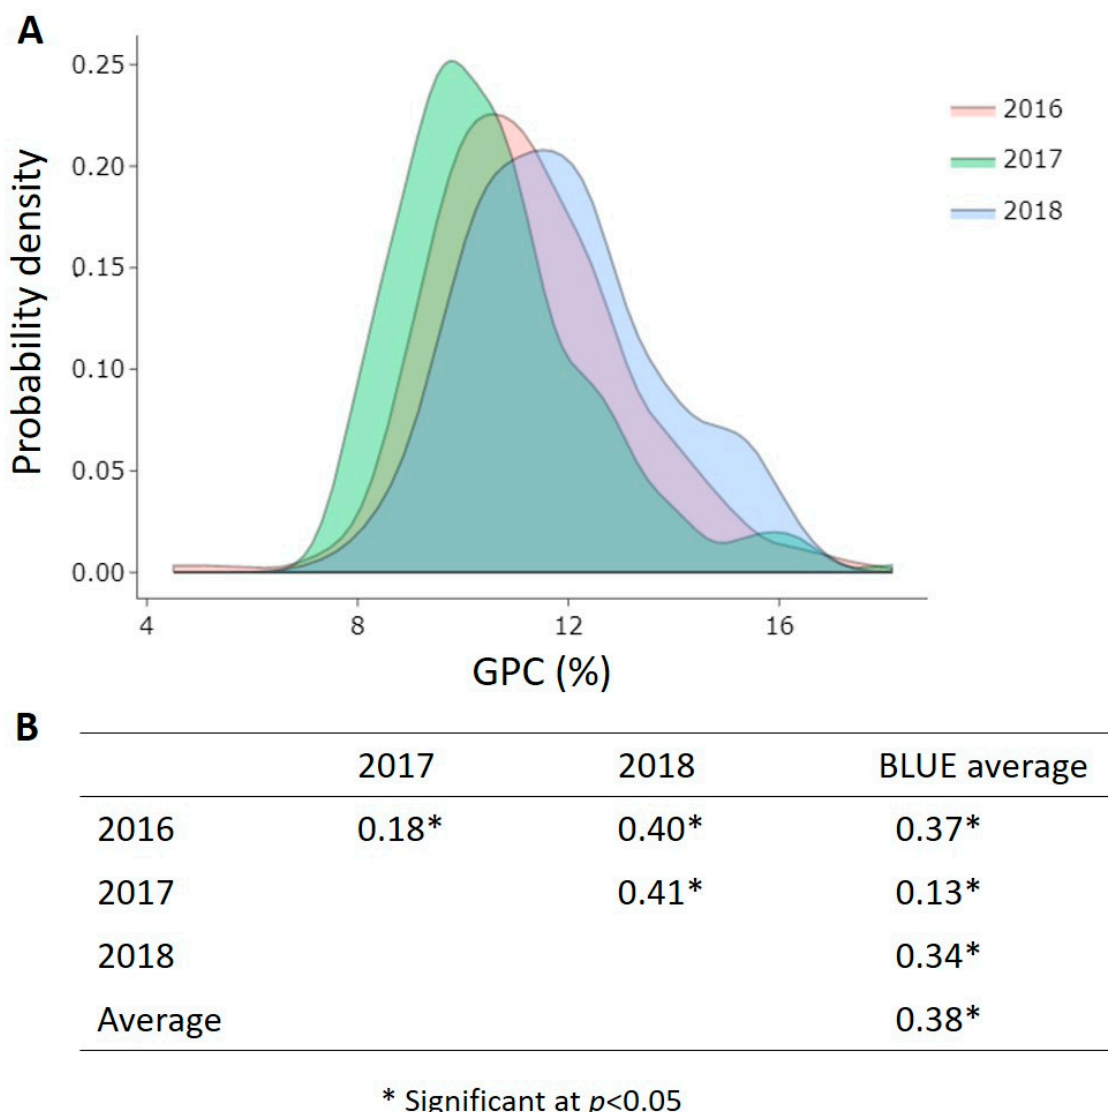 A
Probability density
0.25
0.20
0.15
0.10
0.05
0.00
4 8 12 16
GPC (%)
2016
2017
2018
B
2017 2018 BLUE average
2016 0.18* 0.40* 0.37*
2017 0.41* 0.13*
2018 0.34*
Average 0.38*
* Significant at p<0.05